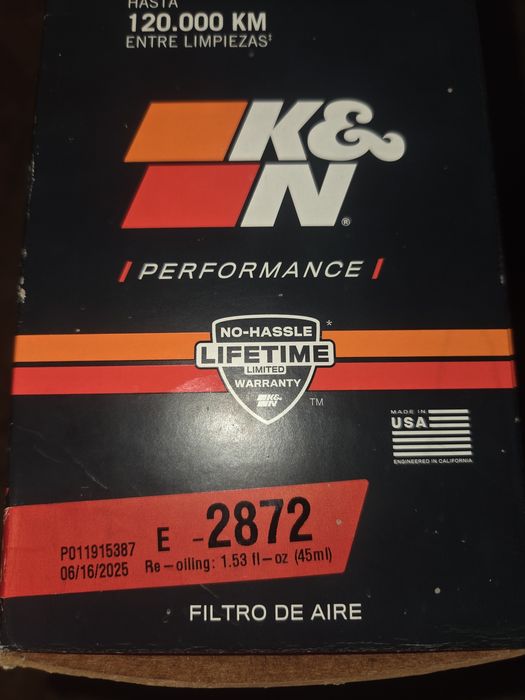 HASTA
120.000 KM
ENTRE LIMPIEZAS‡
K&N®
/ PERFORMANCE /
NO-HASSLE *
LIFETIME
LIMITED
WARRANTY
K&N
TM
MADE IN
USA
ENGINEERED IN CALIFORNIA
E -2872
P011915387
06/16/2025 Re-oiling: 1.53 fl-oz (45ml)
FILTRO DE AIRE